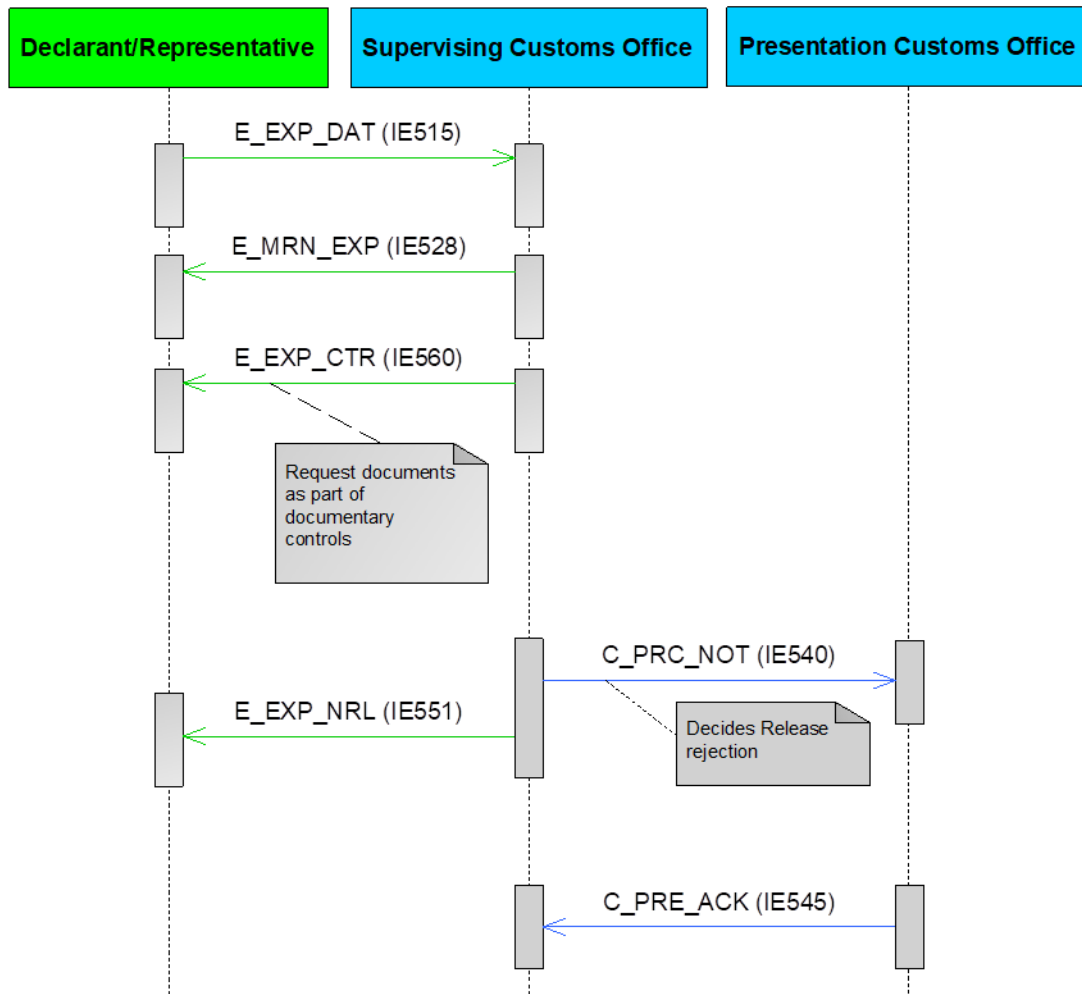 Declarant/Representative
Supervising Customs Office
Presentation Customs Office
E_EXP_DAT (IE515)
E_MRN_EXP (IE528)
E_EXP_CTR (IE560)
Request documents
as part of
documentary
controls
C_PRC_NOT (IE540)
E_EXP_NRL (IE551)
Decides Release
rejection
C_PRE_ACK (IE545)